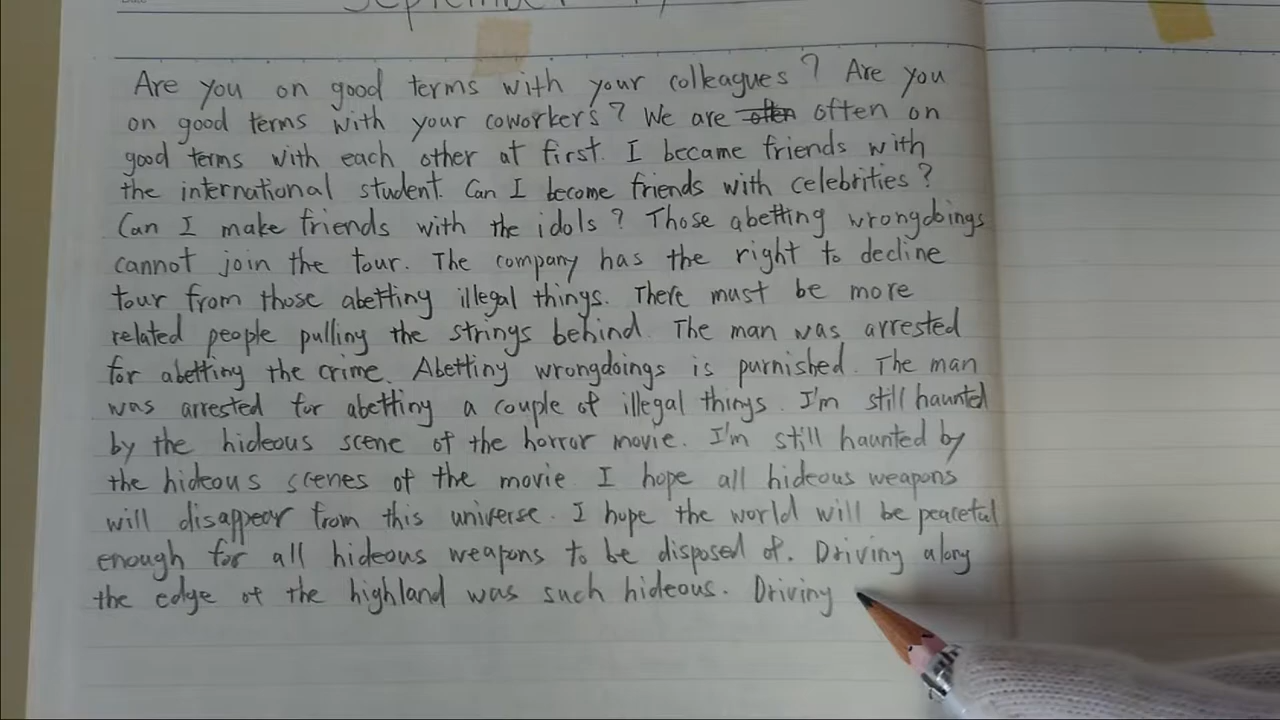 September
Are you on good terms with your colleagues? Are you
on good terms with your coworkers? We are often often on
good terms with each other at first. I became friends with
the international student. Can I become friends with celebrities?
Can I make friends with the idols? Those abetting wrongdoings
cannot join the tour. The company has the right to decline
tour from those abetting illegal things. There must be more
related people pulling the strings behind. The man was arrested
for abetting the crime. Abetting wrongdoings is purnished. The man
was arrested for abetting a couple of illegal things. I'm still haunted
by the hideous scene of the horror movie. I'm still haunted by
the hideous scenes of the movie. I hope all hideous weapons
will disappear from this universe. I hope the world will be peaceful
enough for all hideous weapons to be disposed of. Driving along
the edge of the highland was such hideous. Driving